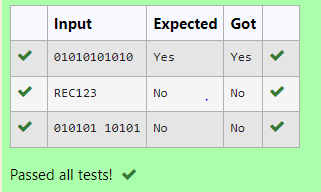 Input Expected Got
01010101010 Yes Yes
REC123 No No
010101 10101 No No
Passed all tests!